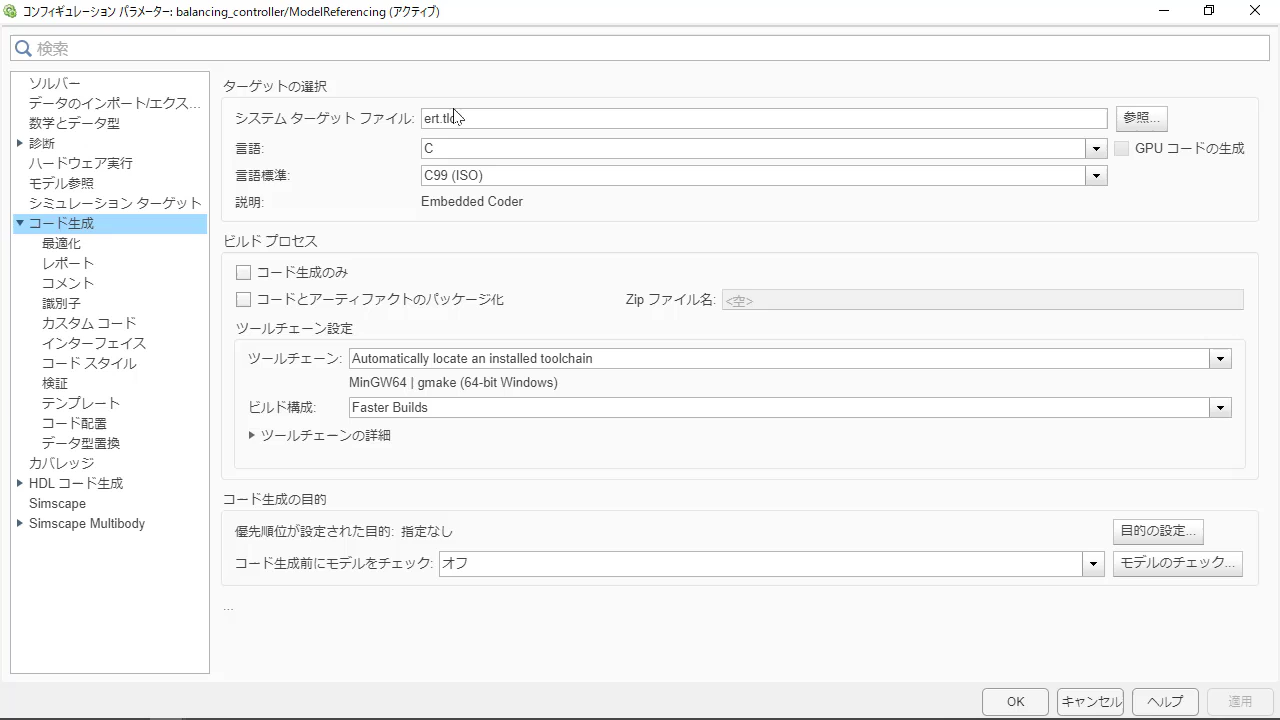 コンフィギュレーション パラメーター: balancing_controller/ModelReferencing (アクティブ)
検索
ソルバー
データのインポート/エクス...
数学とデータ型
診断
ハードウェア実行
モデル参照
シミュレーション ターゲット
コード生成
最適化
レポート
コメント
識別子
カスタム コード
インターフェイス
コード スタイル
検証
テンプレート
コード配置
データ型置換
カバレッジ
HDL コード生成
Simscape
Simscape Multibody
ターゲットの選択
システム ターゲット ファイル: ert.tlc 参照...
言語: C GPU コードの生成
言語標準: C99 (ISO)
説明: Embedded Coder
ビルド プロセス
コード生成のみ
コードとアーティファクトのパッケージ化 Zip ファイル名: <空>
ツールチェーン設定
ツールチェーン: Automatically locate an installed toolchain
MinGW64 | gmake (64-bit Windows)
ビルド構成: Faster Builds
ツールチェーンの詳細
コード生成の目的
優先順位が設定された目的: 指定なし 目的の設定...
コード生成前にモデルをチェック: オフ モデルのチェック...
...
OK キャンセル ヘルプ 適用